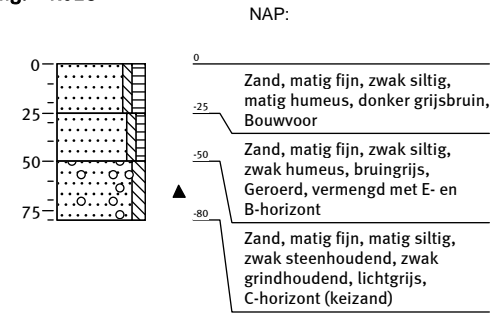 NAP:
0
25
50
75
0
Zand, matig fijn, zwak siltig,
matig humeus, donker grijsbruin,
Bouwvoor
-25
Zand, matig fijn, zwak siltig,
zwak humeus, bruingrijs,
Geroerd, vermengd met E- en
B-horizont
-50
Zand, matig fijn, matig siltig,
zwak steenhoudend, zwak
grindhoudend, lichtgrijs,
C-horizont (keizand)
-80